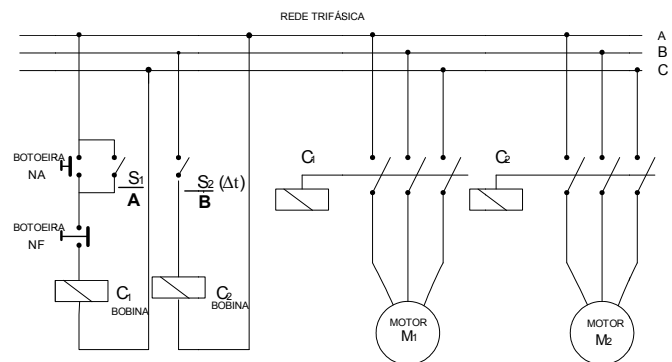 REDE TRIFÁSICA
A
B
C
BOTOEIRA
NA
S1
A
S2 (Δt)
B
C1
C2
BOTOEIRA
NF
C1
BOBINA
C2
BOBINA
MOTOR
M1
MOTOR
M2